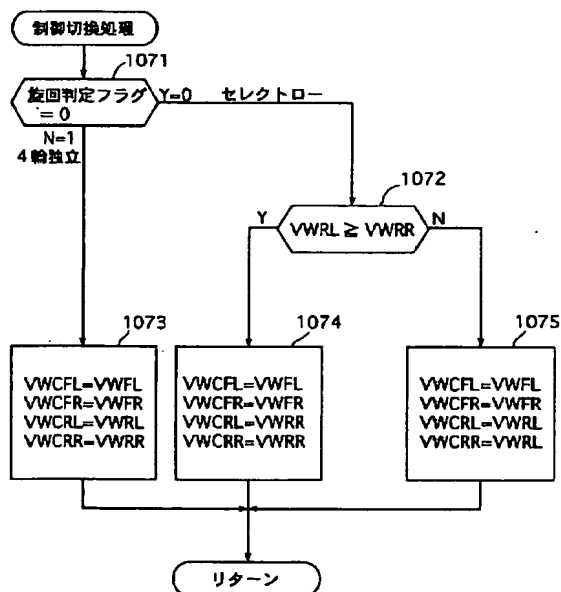 制御切換処理
1071
旋回判定フラグ
= 0
Y=0 セレクトロー
N=1
4輪独立
1072
Y
VWRL ≧ VWRR
N
1073
VWCFL=VWFL
VWCFR=VWFR
VWCRL=VWRL
VWCRR=VWRR
1074
VWCFL=VWFL
VWCFR=VWFR
VWCRL=VWRR
VWCRR=VWRR
1075
VWCFL=VWFL
VWCFR=VWFR
VWCRL=VWRL
VWCRR=VWRL
リターン